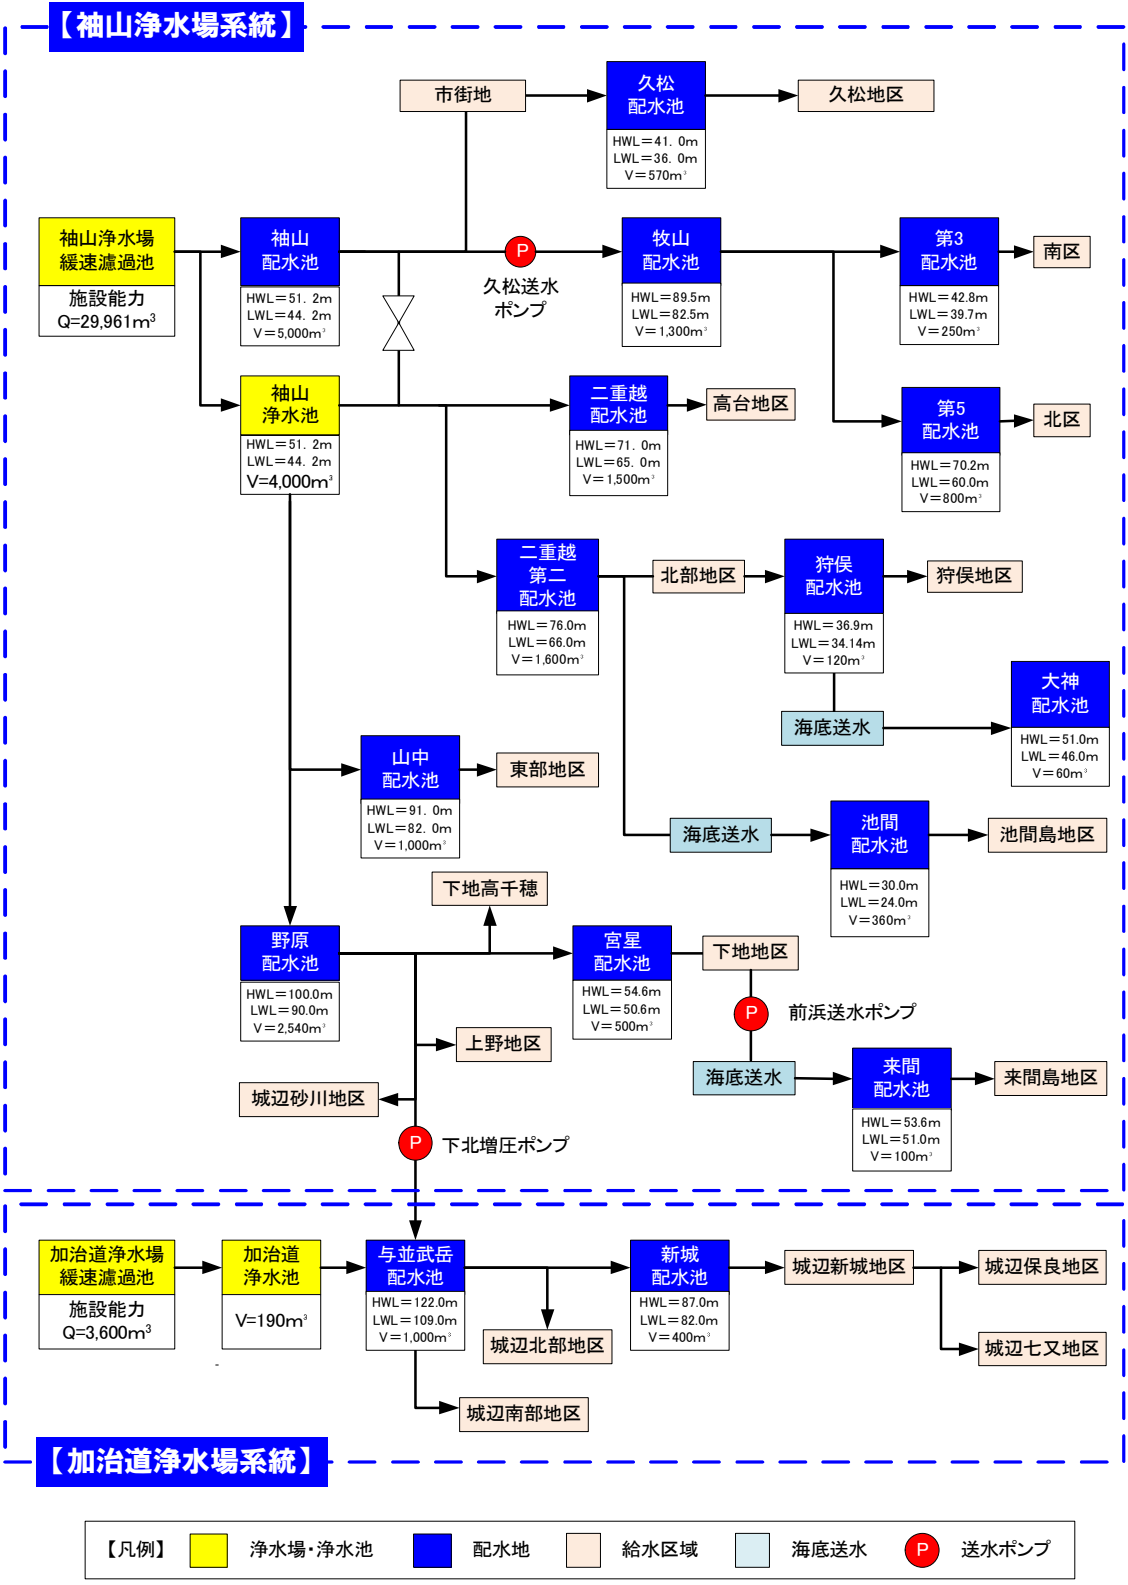 【袖山浄水場系統】
市街地
久松
配水池
HWL=41.0m
LWL=36.0m
V=570m³
久松地区
袖山浄水場
緩速濾過池
施設能力
Q=29,961m³
袖山
配水池
HWL=51.2m
LWL=44.2m
V=5,000m³
P
久松送水
ポンプ
牧山
配水池
HWL=89.5m
LWL=82.5m
V=1,300m³
第3
配水池
HWL=42.8m
LWL=39.7m
V=250m³
南区
袖山
浄水池
HWL=51.2m
LWL=44.2m
V=4,000m³
二重越
配水池
HWL=71.0m
LWL=65.0m
V=1,500m³
高台地区
第5
配水池
HWL=70.2m
LWL=60.0m
V=800m³
北区
二重越
第二
配水池
HWL=76.0m
LWL=66.0m
V=1,600m³
北部地区
狩俣
配水池
HWL=36.9m
LWL=34.14m
V=120m³
狩俣地区
海底送水
大神
配水池
HWL=51.0m
LWL=46.0m
V=60m³
山中
配水池
HWL=91.0m
LWL=82.0m
V=1,000m³
東部地区
海底送水
池間
配水池
HWL=30.0m
LWL=24.0m
V=360m³
池間島地区
下地高千穂
野原
配水池
HWL=100.0m
LWL=90.0m
V=2,540m³
宮星
配水池
HWL=54.6m
LWL=50.6m
V=500m³
下地地区
P
前浜送水ポンプ
上野地区
海底送水
来間
配水池
HWL=53.6m
LWL=51.0m
V=100m³
来間島地区
城辺砂川地区
P
下北増圧ポンプ
加治道浄水場
緩速濾過池
施設能力
Q=3,600m³
加治道
浄水池
V=190m³
与並武岳
配水池
HWL=122.0m
LWL=109.0m
V=1,000m³
新城
配水池
HWL=87.0m
LWL=82.0m
V=400m³
城辺新城地区
城辺保良地区
城辺北部地区
城辺七又地区
城辺南部地区
【加治道浄水場系統】
【凡例】
浄水場・浄水池
配水地
給水区域
海底送水
P
送水ポンプ